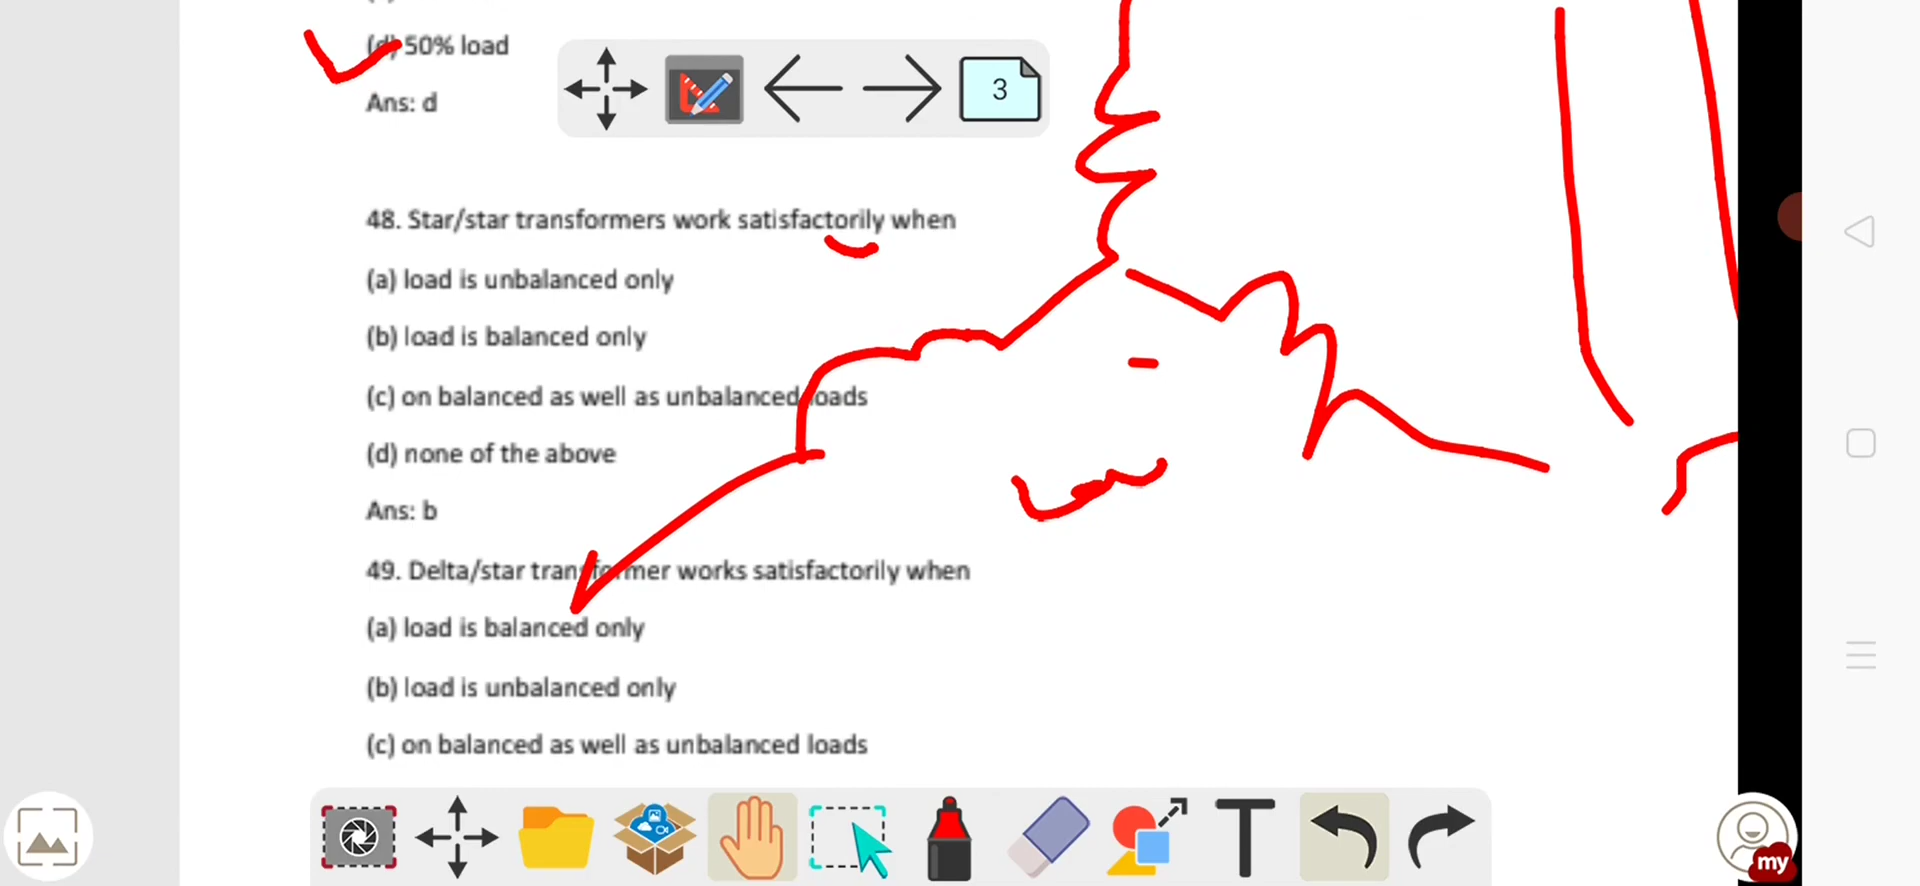 (d) 50% load
3
Ans: d
48. Star/star transformers work satisfactorily when
(a) load is unbalanced only
(b) load is balanced only
(c) on balanced as well as unbalanced loads
(d) none of the above
Ans: b
49. Delta/star transformer works satisfactorily when
(a) load is balanced only
(b) load is unbalanced only
(c) on balanced as well as unbalanced loads
T
my